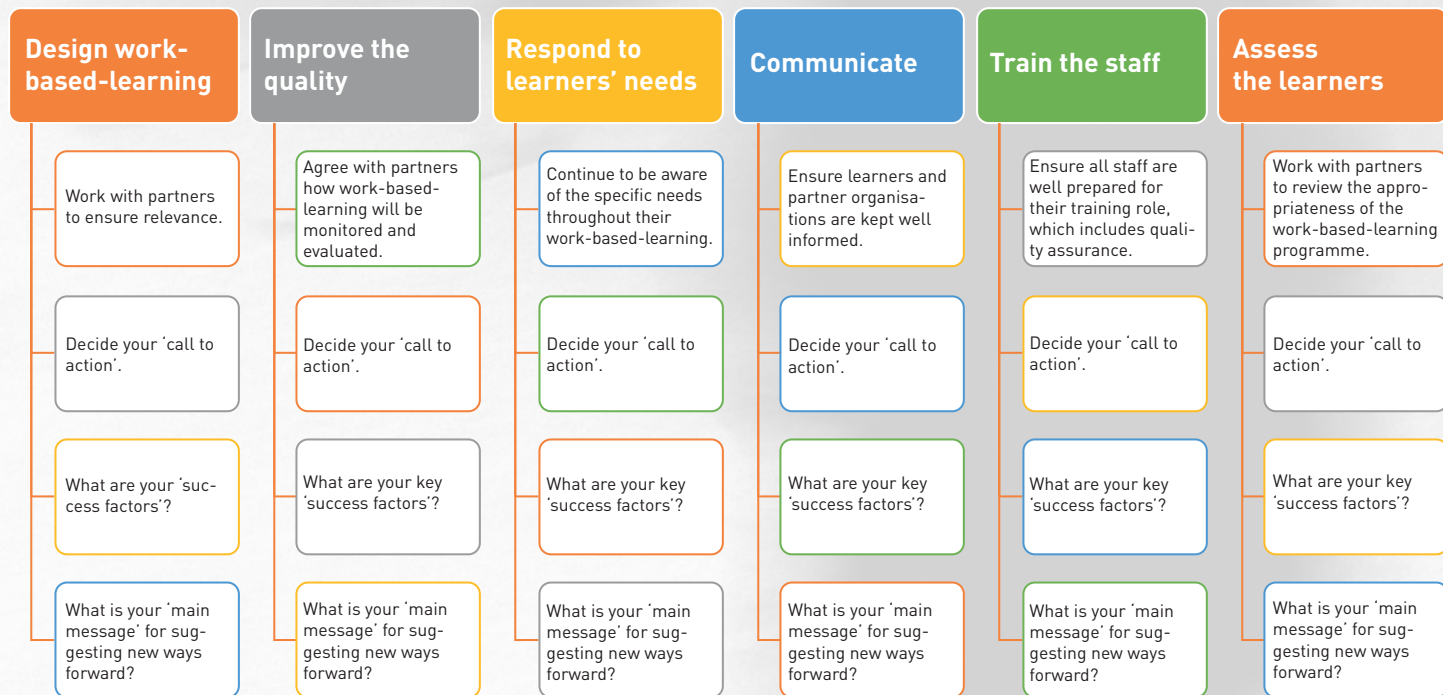 Design work-
based-learning
Work with partners
to ensure relevance.
Decide your ‘call to
action’.
What are your ‘suc-
cess factors’?
What is your ‘main
message’ for sug-
gesting new ways
forward?
Improve the
quality
Agree with partners
how work-based-
learning will be
monitored and
evaluated.
Decide your ‘call to
action’.
What are your key
‘success factors’?
What is your ‘main
message’ for sug-
gesting new ways
forward?
Respond to
learners’ needs
Continue to be aware
of the specific needs
throughout their
work-based-learning.
Decide your ‘call to
action’.
What are your key
‘success factors’?
What is your ‘main
message’ for sug-
gesting new ways
forward?
Communicate
Ensure learners and
partner organisa-
tions are kept well
informed.
Decide your ‘call to
action’.
What are your key
‘success factors’?
What is your ‘main
message’ for sug-
gesting new ways
forward?
Train the staff
Ensure all staff are
well prepared for
their training role,
which includes quali-
ty assurance.
Decide your ‘call to
action’.
What are your key
‘success factors’?
What is your ‘main
message’ for sug-
gesting new ways
forward?
Assess
the learners
Work with partners
to review the appro-
priateness of the
work-based-learning
programme.
Decide your ‘call to
action’.
What are your key
‘success factors’?
What is your ‘main
message’ for sug-
gesting new ways
forward?